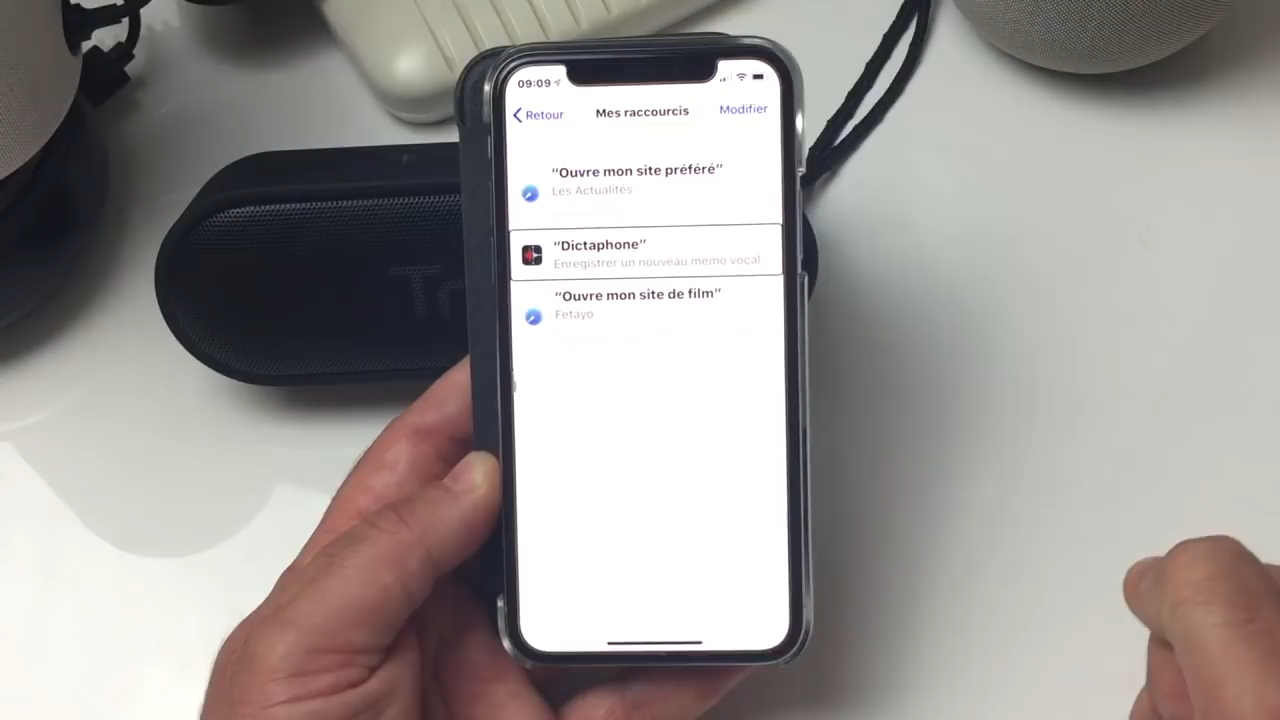 09:09
Retour
Mes raccourcis
Modifier
“Ouvre mon site préféré”
Les Actualités
“Dictaphone”
Enregistrer un nouveau memo vocal
“Ouvre mon site de film”
Fetayo